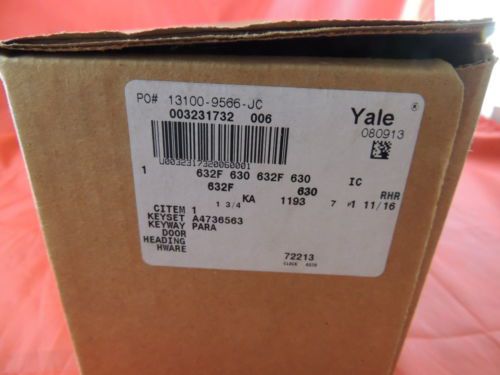 PO# 13100-9566-JC
003231732 006
Yale ®
080913
U0032317320060001
1 632F 630 632F 630 IC
632F 630 RHR
1 3/4 KA 1193 7 1 11/16
CITEM 1
KEYSET A4736563
KEYWAY PARA
DOOR
HEADING
HWARE
72213